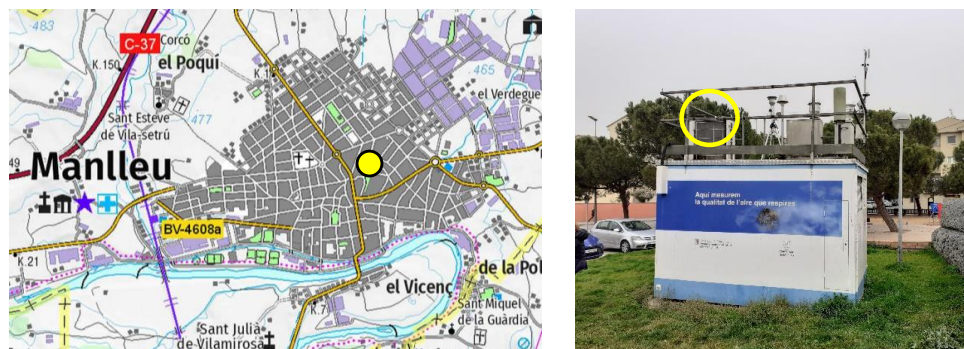 483
C-37
Corcó
K.150
el Poquí
K.1
465
el Verdegue
Sant Esteve
de Vila-setrú
477
49
Manlleu
BV-4608a
K.21
el Vicenç
de la Pol
Sant Miquel
de la Guàrdia
K.7
Sant Julià
de Vilamirosa
Aquí mesurem
la qualitat de l'aire que respires